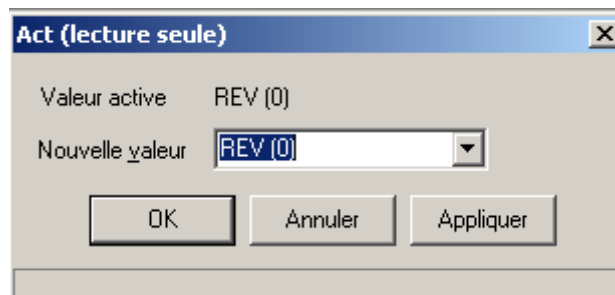 Act (lecture seule)
Valeur active REV (0)
Nouvelle valeur REV (0)
OK Annuler Appliquer